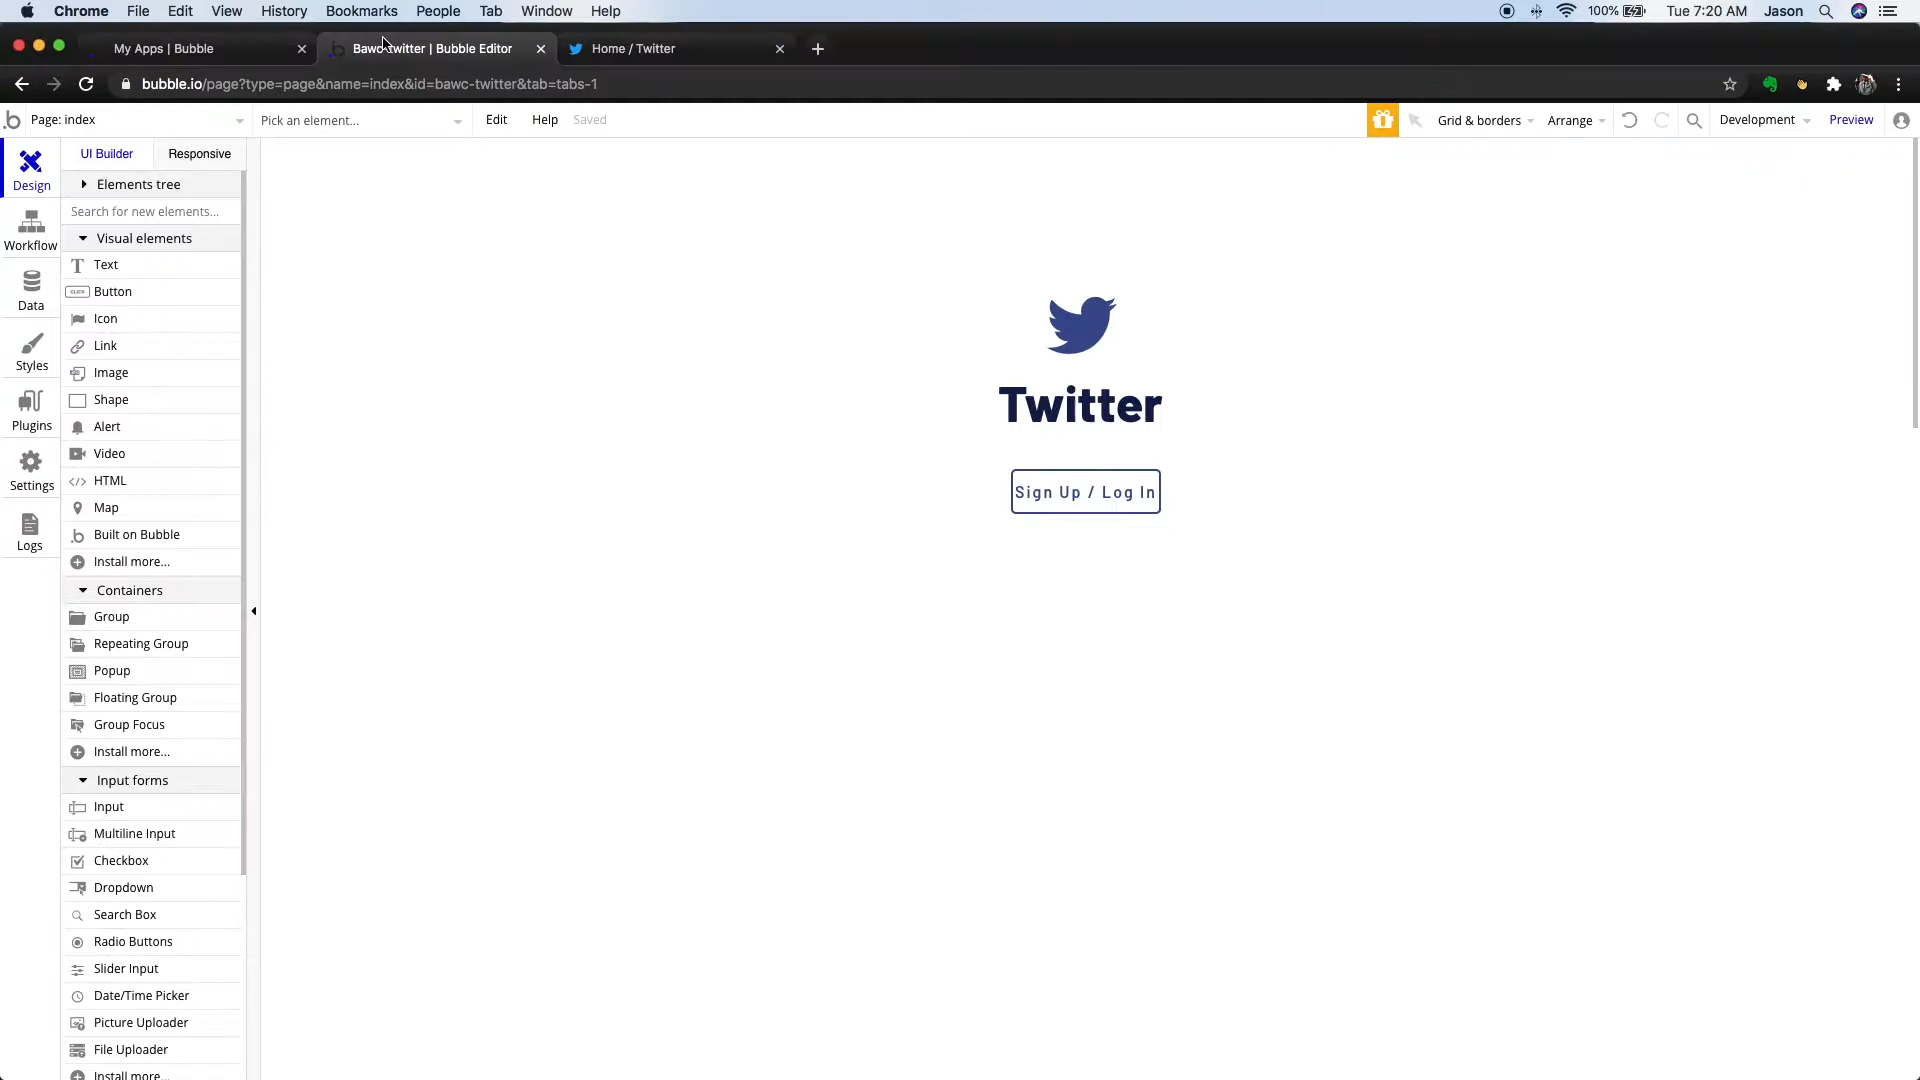 Chrome File Edit View History Bookmarks People Tab Window Help 100% Tue 7:20 AM Jason
My Apps | Bubble
Bawc-twitter | Bubble Editor
Home / Twitter
bubble.io/page?type=page&name=index&id=bawc-twitter&tab=tabs-1
Page: index
Pick an element...
Edit
Help
Saved
Grid & borders
Arrange
Development
Preview
Design
Workflow
Data
Styles
Plugins
Settings
Logs
UI Builder
Responsive
Elements tree
Search for new elements...
Visual elements
Text
CLICK Button
Icon
Link
Image
Shape
Alert
Video
HTML
Map
Built on Bubble
Install more...
Containers
Group
Repeating Group
Popup
Floating Group
Group Focus
Install more...
Input forms
Input
Multiline Input
Checkbox
Dropdown
Search Box
Radio Buttons
Slider Input
Date/Time Picker
Picture Uploader
File Uploader
Install more...
Twitter
Sign Up / Log In